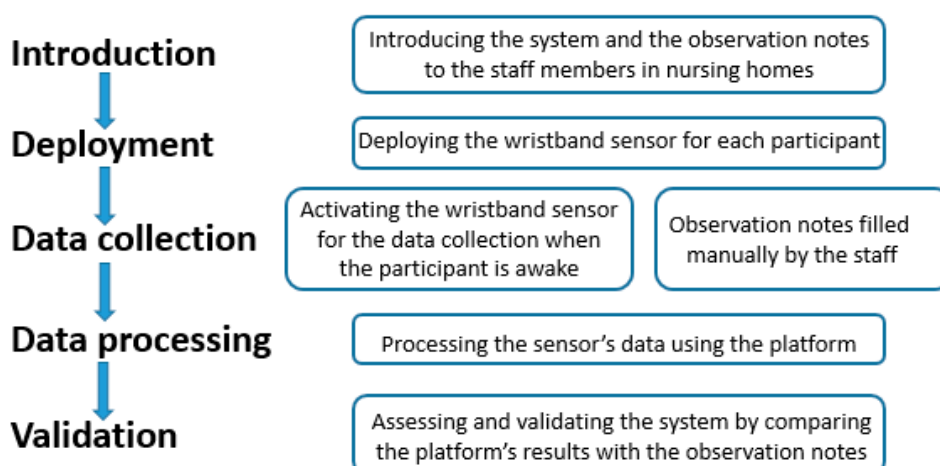 Introduction
Introducing the system and the observation notes
to the staff members in nursing homes
Deployment
Deploying the wristband sensor for each participant
Data collection
Activating the wristband sensor
for the data collection when
the participant is awake
Observation notes filled
manually by the staff
Data processing
Processing the sensor's data using the platform
Validation
Assessing and validating the system by comparing
the platform's results with the observation notes